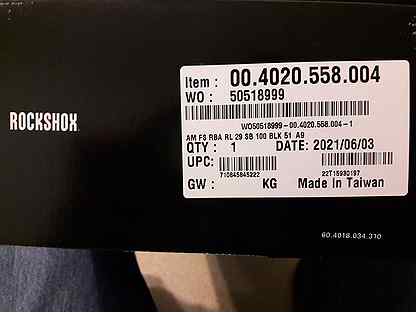 ROCKSHOX
Item : 00.4020.558.004
WO : 50518999
WO50518999-00.4020.558.004-1
AM FS RBA RL 29 SB 100 BLK 51 A9
QTY : 1 DATE: 2021/06/03
UPC:
710845845222 22T15930197
GW : KG Made In Taiwan
60.4018.034.310